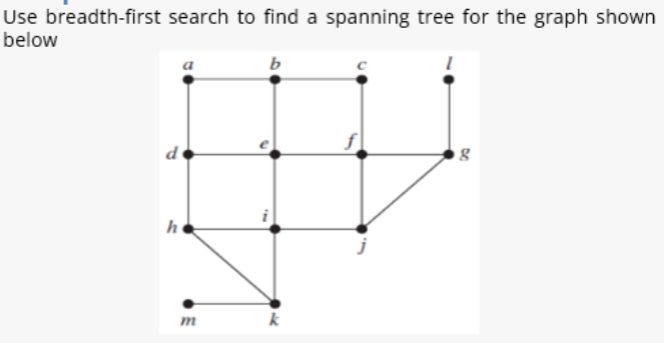 Use breadth-first search to find a spanning tree for the graph shown
below
a b c l
d e f g
h i j
m k